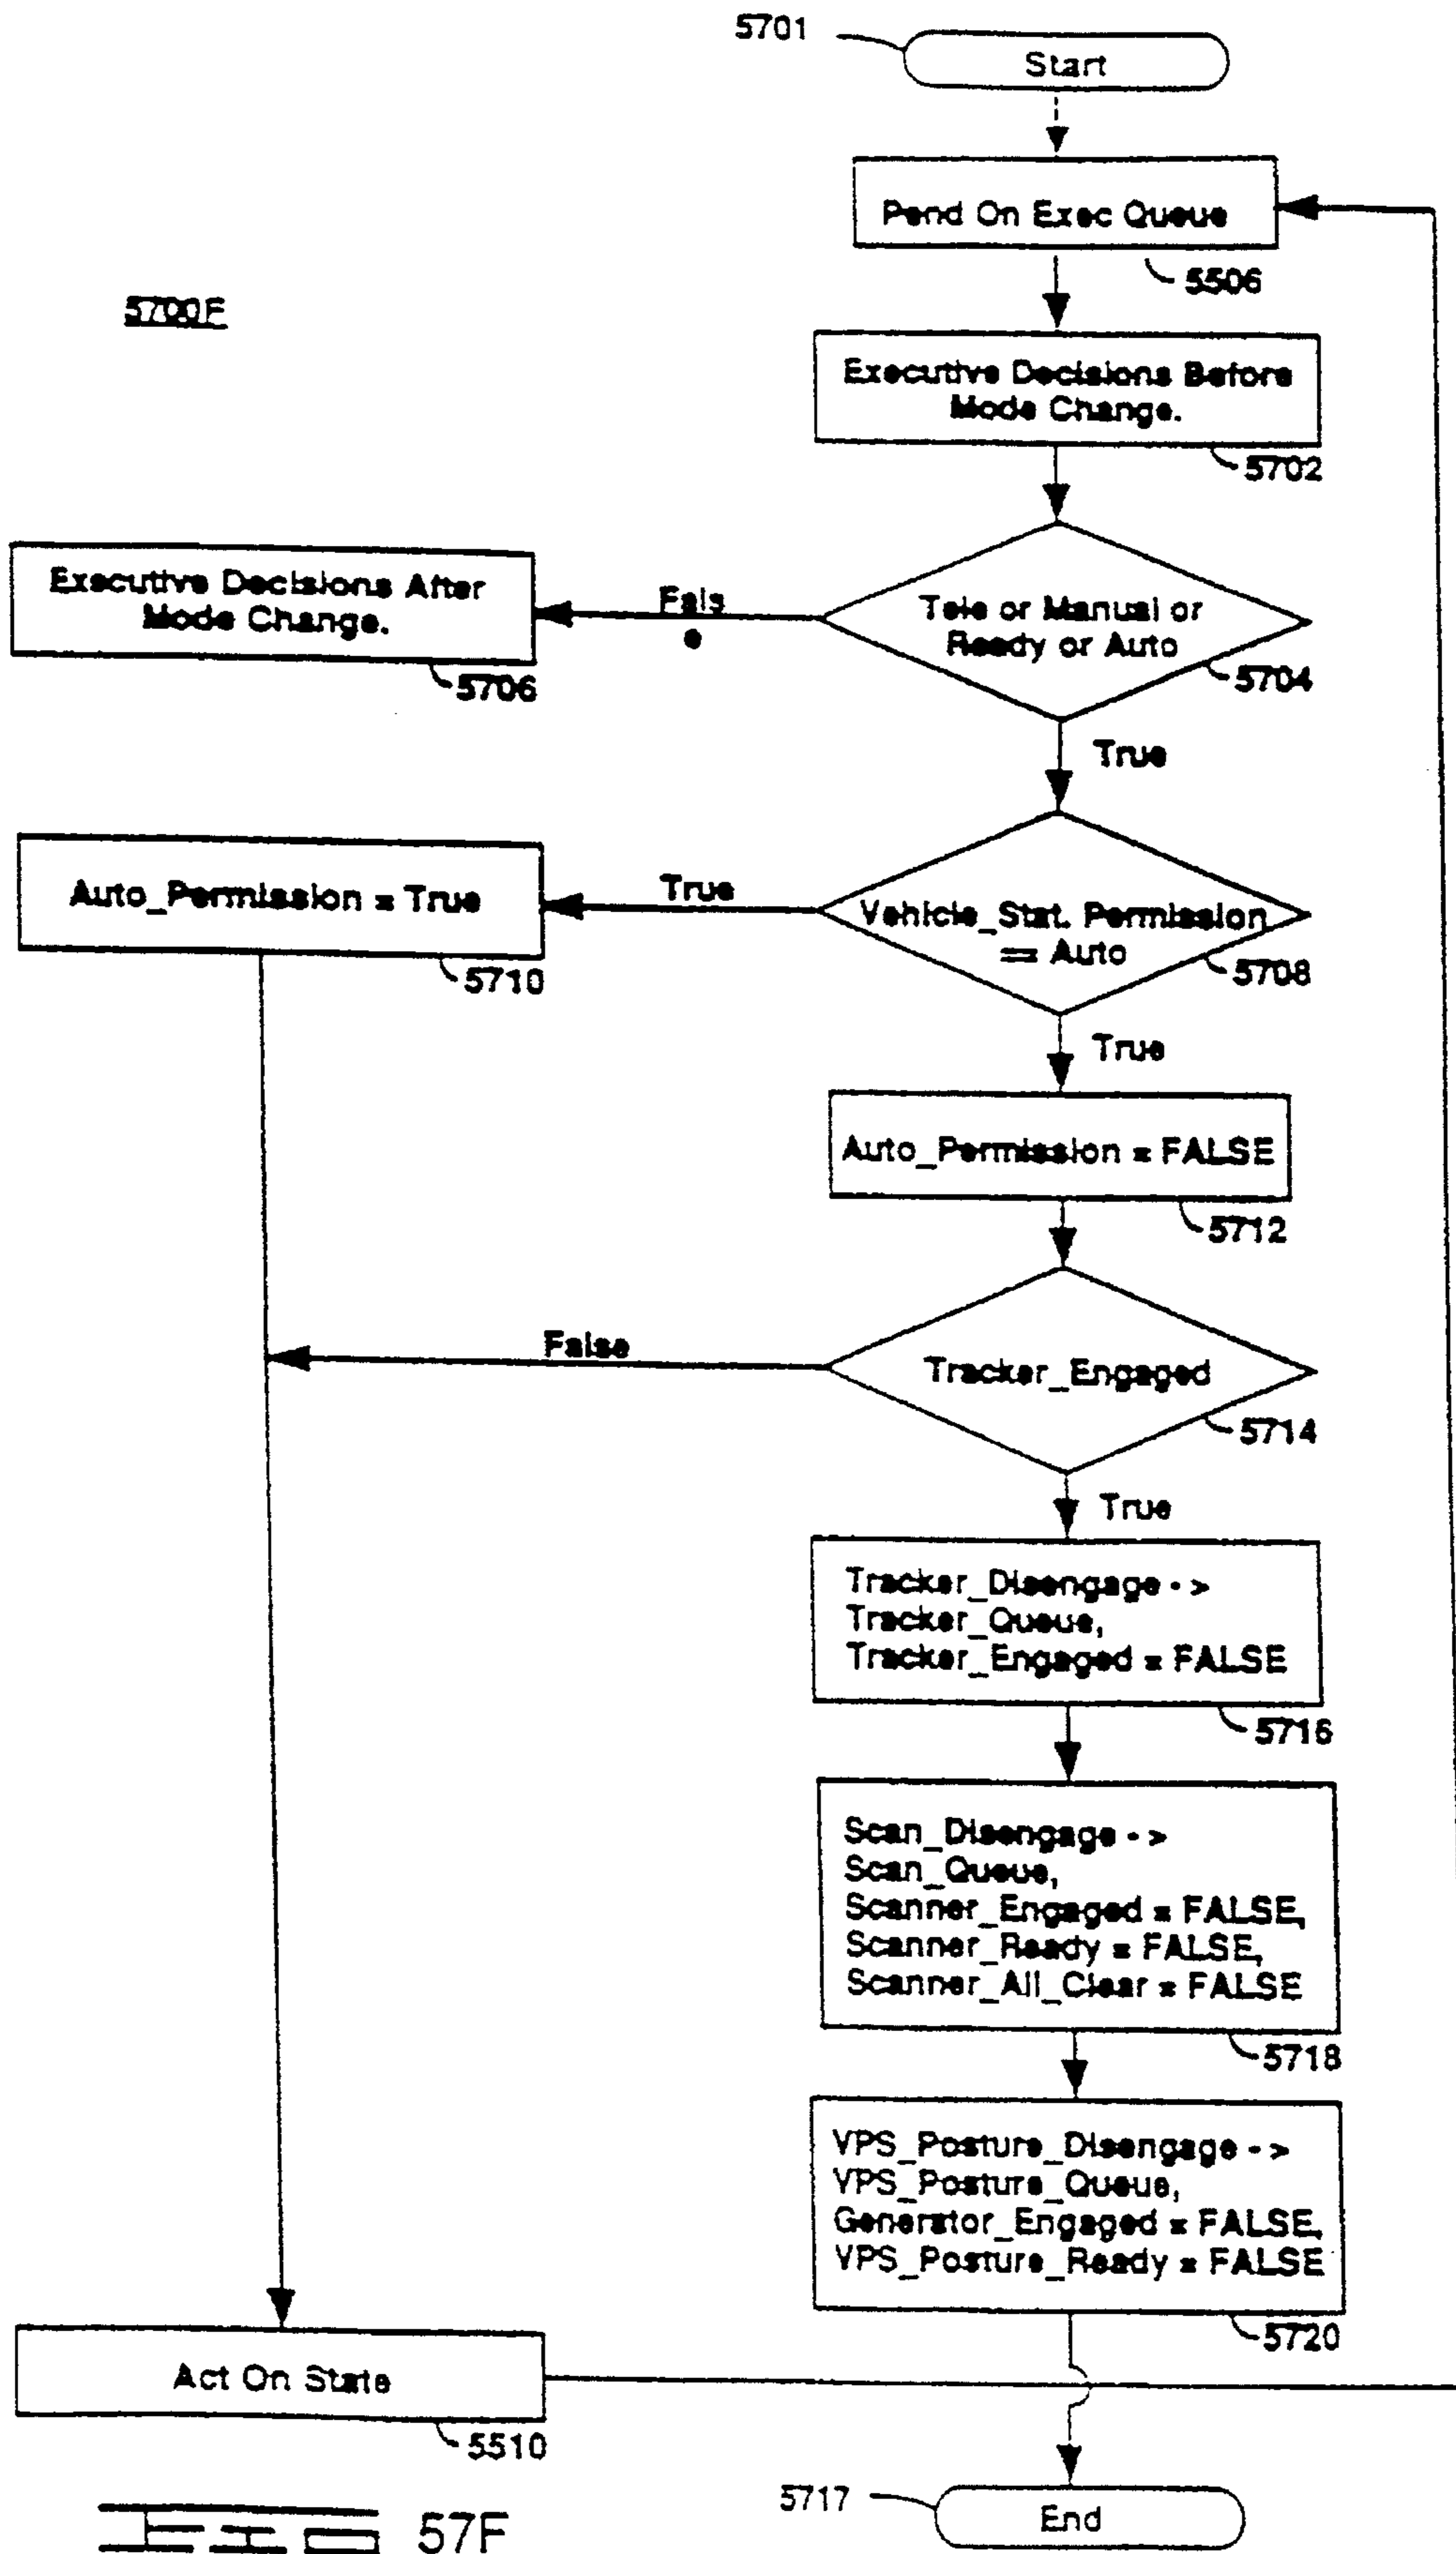 5701
Start
Pend On Exec Queue
5506
5700F
Executive Decisions Before
Mode Change.
5702
Executive Decisions After
Mode Change.
5706
Fals
e
Tele or Manual or
Ready or Auto
5704
True
Auto_Permission = True
5710
True
Vehicle_Stat. Permission
== Auto
5708
True
Auto_Permission = FALSE
5712
False
Tracker_Engaged
5714
True
Tracker_Disengage - >
Tracker_Queue,
Tracker_Engaged = FALSE
5716
Scan_Disengage - >
Scan_Queue,
Scanner_Engaged = FALSE,
Scanner_Ready = FALSE,
Scanner_All_Clear = FALSE
5718
VPS_Posture_Disengage - >
VPS_Posture_Queue,
Generator_Engaged = FALSE,
VPS_Posture_Ready = FALSE
5720
Act On State
5510
5717
End
57F